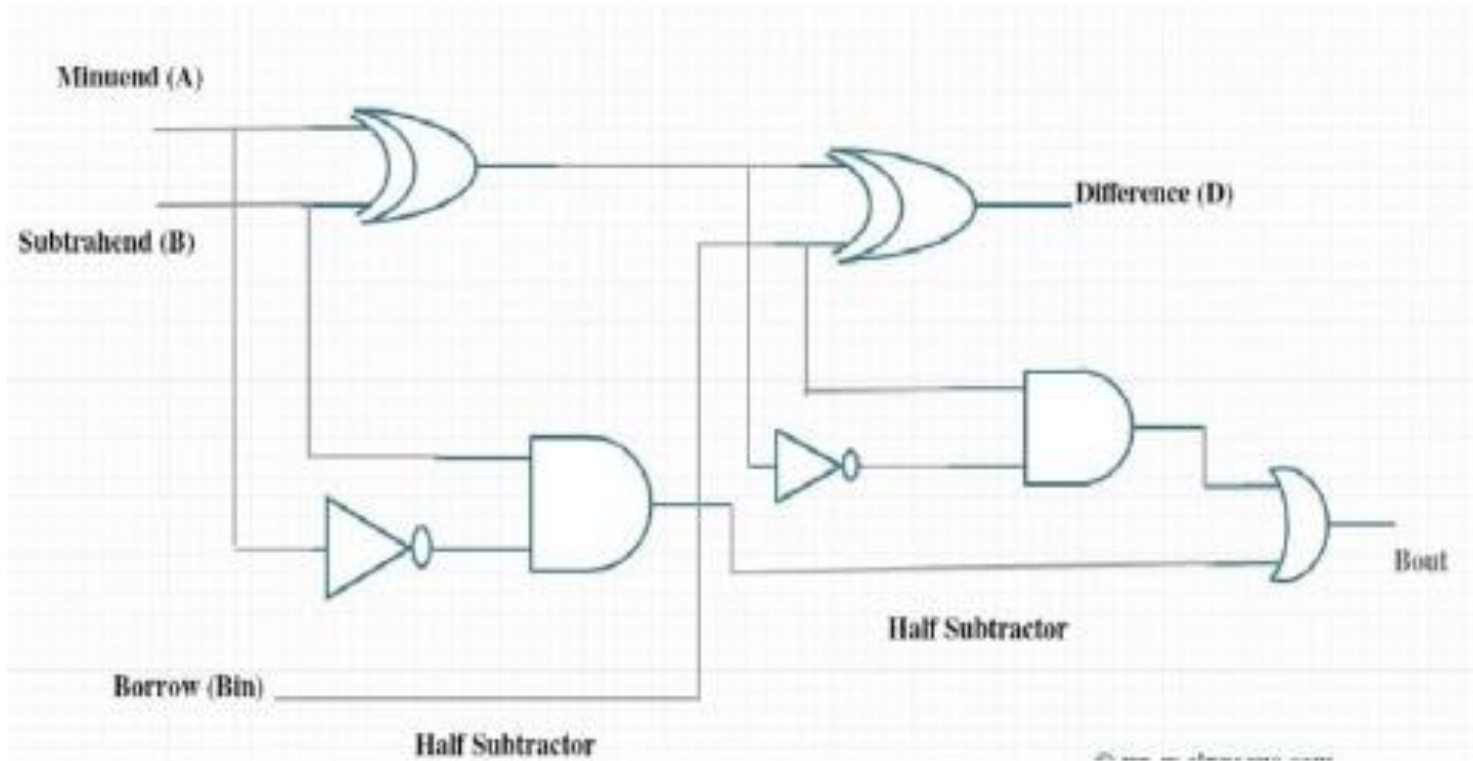 Minuend (A)
Subtrahend (B)
Difference (D)
Bout
Half Subtractor
Borrow (Bin)
Half Subtractor